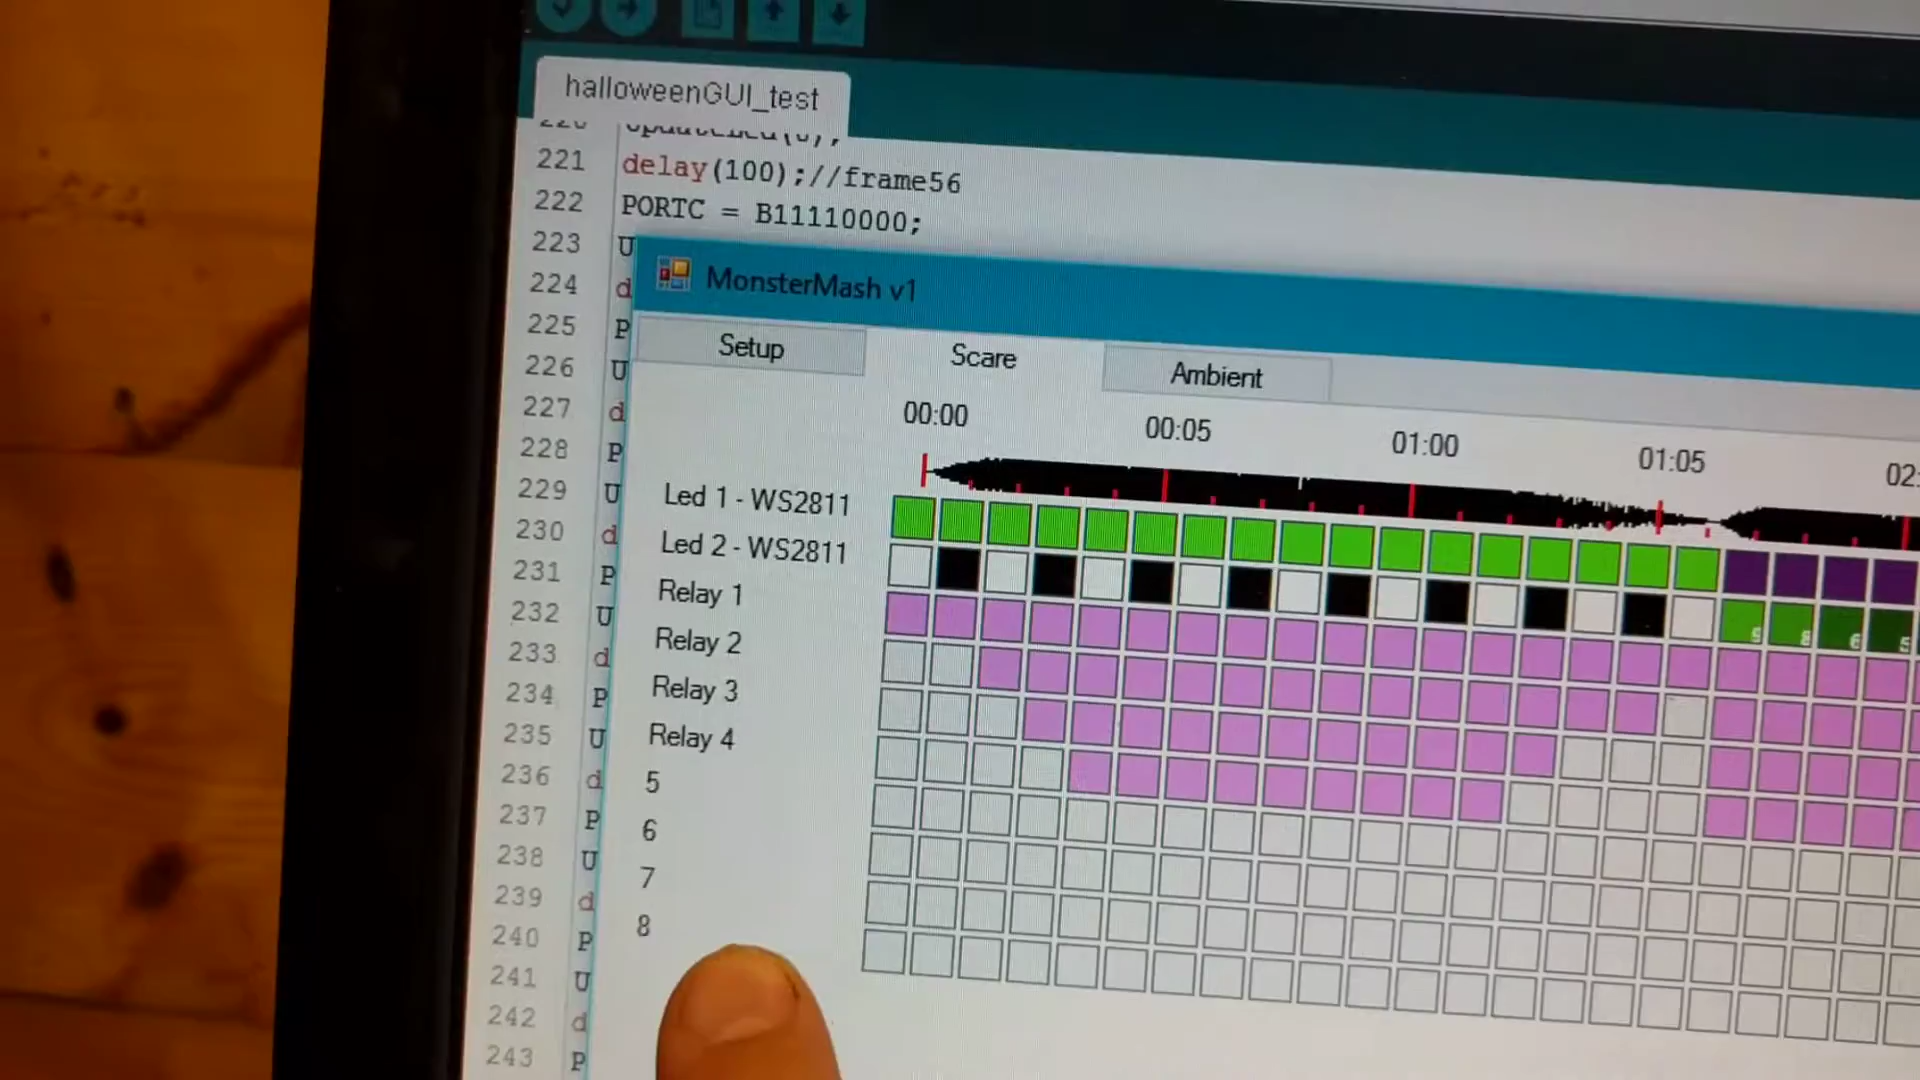 halloweenGUI_test
221 delay(100);//frame56
222 PORTC = B11110000;
223 U
224 d
225 P
226 U
227 d
228 P
229 U
230 d
231 P
232 U
233 d
234 P
235 U
236 d
237 P
238 U
239 d
240 P
241 U
242 d
243 P
MonsterMash v1
Setup Scare Ambient
00:00 00:05 01:00 01:05 02:
Led 1 - WS2811
Led 2 - WS2811
Relay 1
Relay 2
Relay 3
Relay 4
5
6
7
8